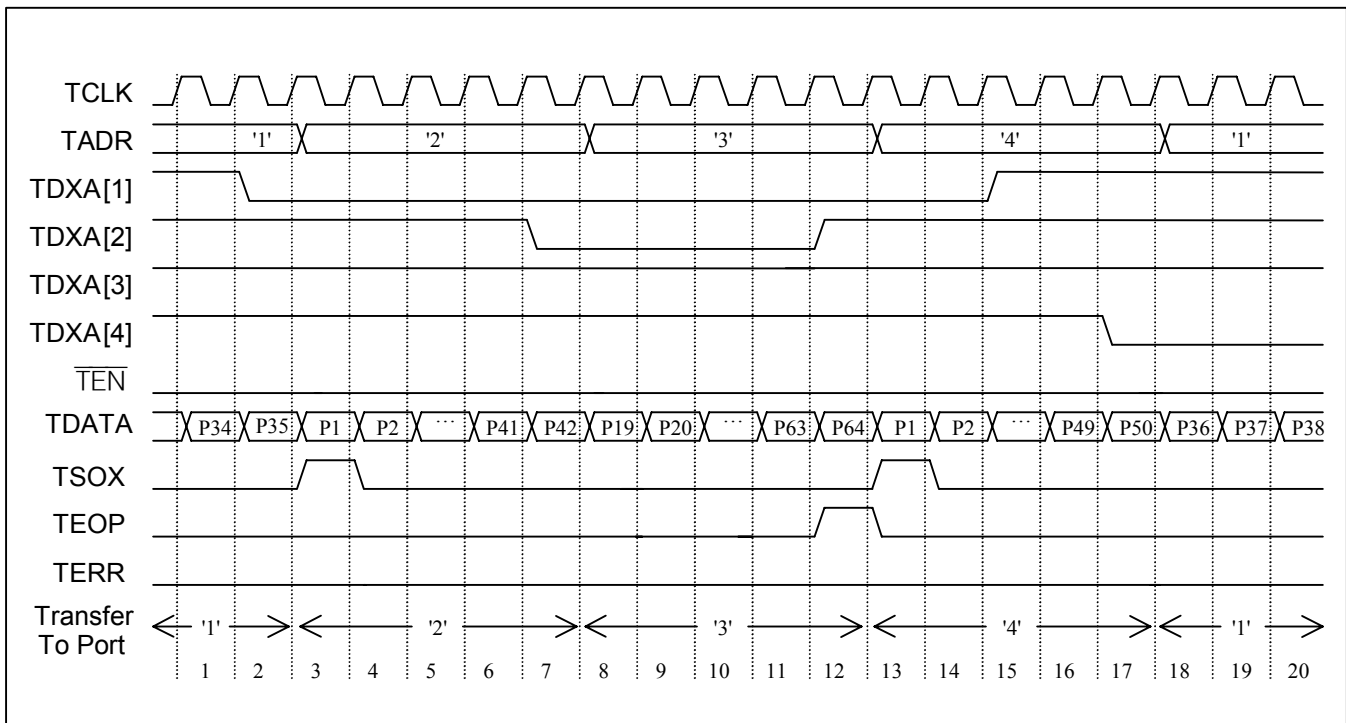 TCLK
TADR '1' '2' '3' '4' '1'
TDXA[1]
TDXA[2]
TDXA[3]
TDXA[4]
TEN
TDATA P34 P35 P1 P2 ... P41 P42 P19 P20 ... P63 P64 P1 P2 ... P49 P50 P36 P37 P38
TSOX
TEOP
TERR
Transfer
To Port '1' '2' '3' '4' '1'
1 2 3 4 5 6 7 8 9 10 11 12 13 14 15 16 17 18 19 20